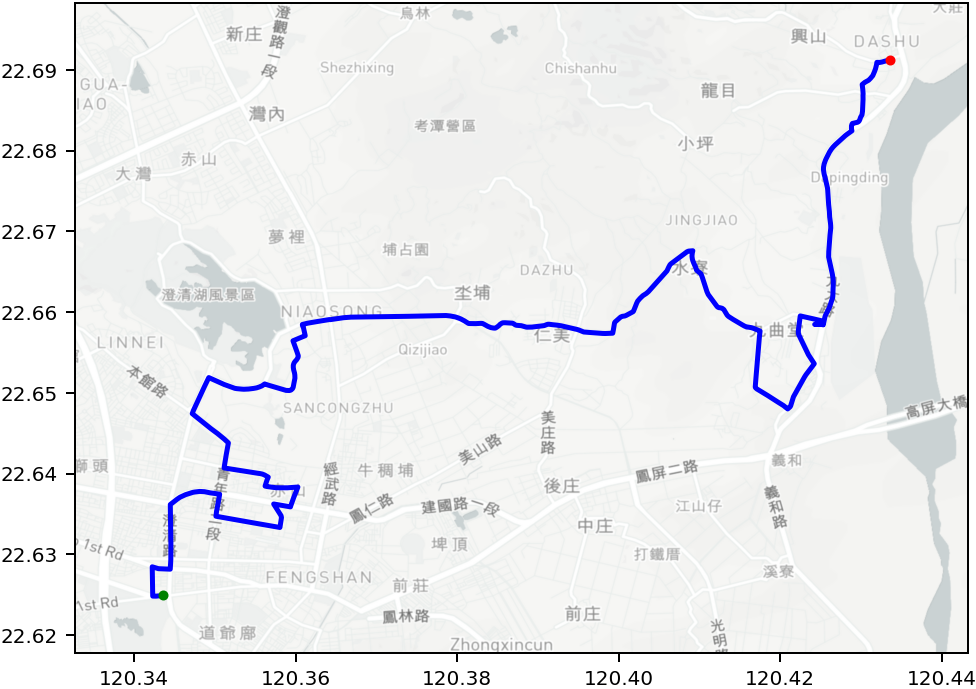 澄觀路一段
烏林
大莊
新庄
興山
DASHU
Shezhixing
Chishanhu
22.69
GUA-
IAO
龍目
灣內
考潭營區
小坪
22.68
赤山
大灣
Dapingding
22.67
JINGJIAO
夢裡
埔占園
DAZHU
水寮
澄清湖風景區
坔埔
22.66
NIAOSONG
九曲堂
仁美
LINNEI
Qizijiao
本館路
22.65
SANCONGZHU
高屏大橋
美庄路
美山路
獅頭
22.64
青年路二段
赤山
經武路
牛稠埔
鳳屏二路
義和
後庄
鳳仁路
建國路一段
江山仔
義和路
澄清路
中庄
1st Rd
埤頂
打鐵厝
22.63
FENGSHAN
溪寮
前莊
1st Rd
鳳林路
前庄
22.62
道爺廍
光明路
Zhongxincun
120.34
120.36
120.38
120.40
120.42
120.44